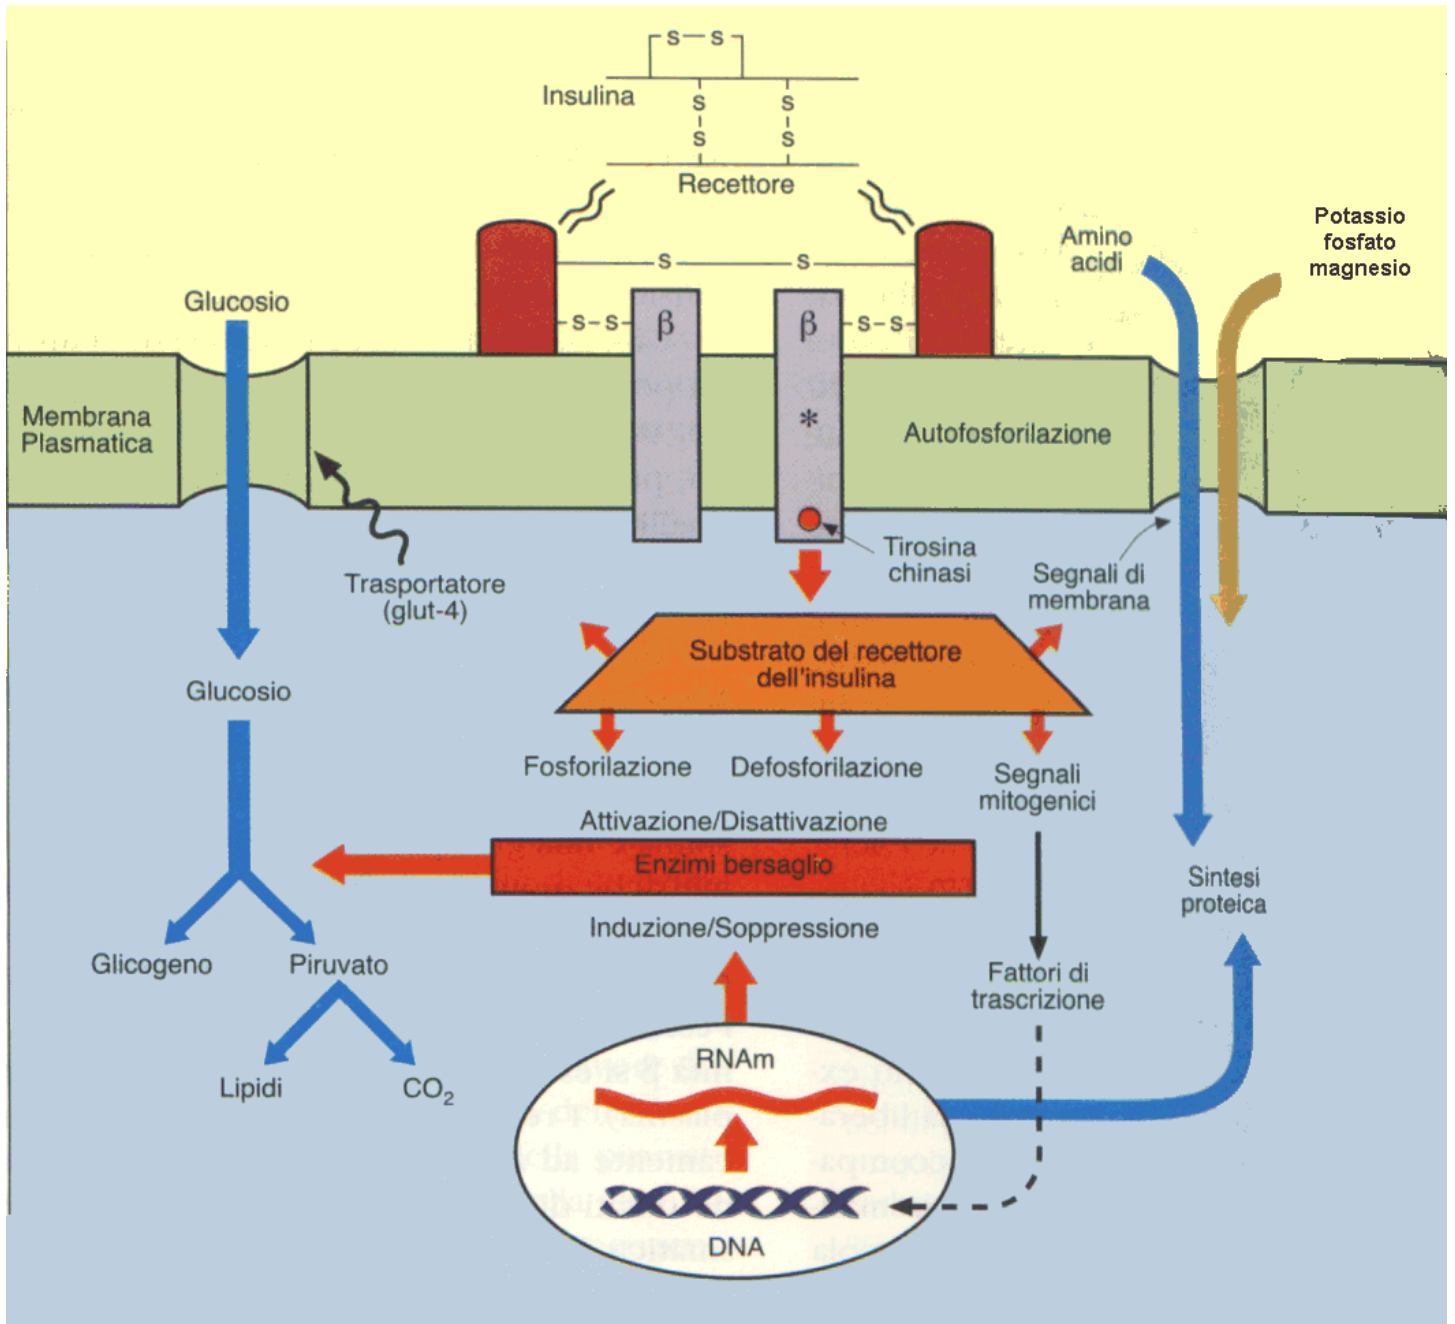 S—S
Insulina
S S
S S
Recettore
Amino
acidi
Potassio
fosfato
magnesio
S S
Glucosio
S-S
β
β
S-S
Membrana
Plasmatica
*
Autofosforilazione
Trasportatore
(glut-4)
Tirosina
chinasi
Segnali di
membrana
Substrato del recettore
dell'insulina
Glucosio
Fosforilazione
Defosforilazione
Segnali
mitogenici
Attivazione/Disattivazione
Enzimi bersaglio
Induzione/Soppressione
Sintesi
proteica
Glicogeno
Piruvato
Fattori di
trascrizione
Lipidi
CO₂
RNAm
DNA